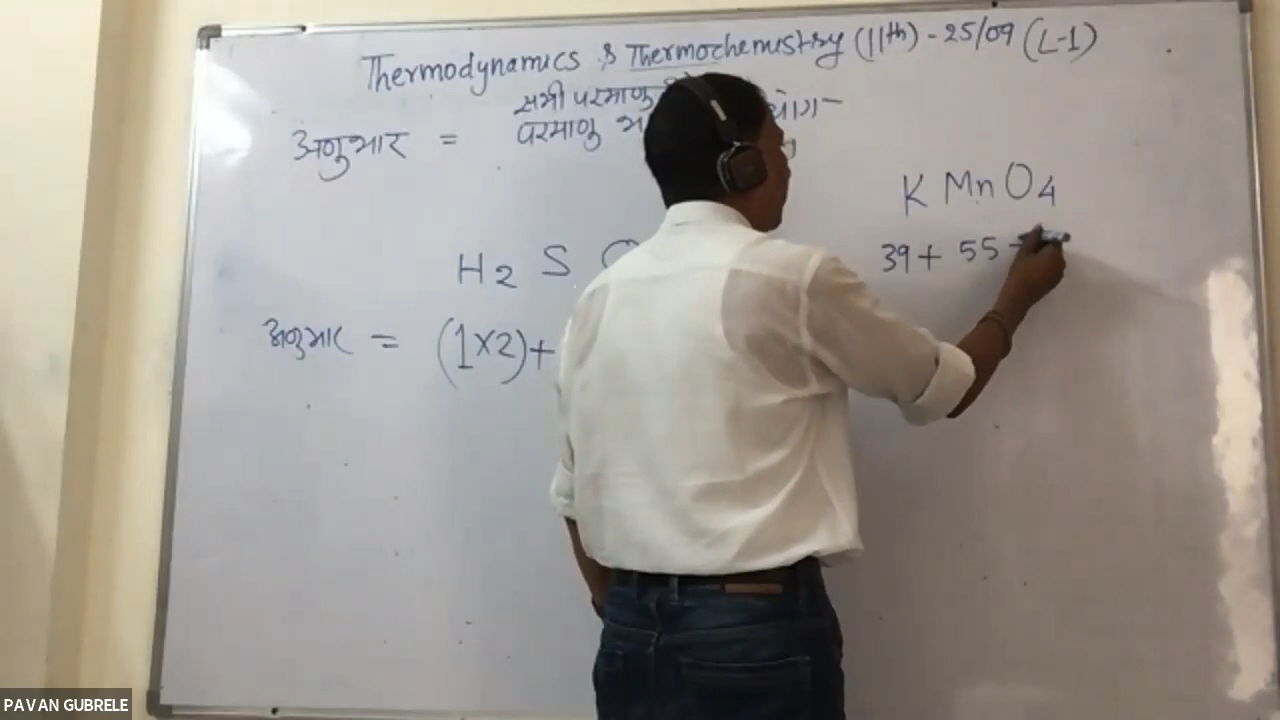 Thermodynamics & Thermochemistry (11th) - 25/09 (L-1)
सभी परमाणु
अणुभार = परमाणु
K Mn O4
39 + 55
H2 S
अणुभार = (1×2) +
PAVAN GUBRELE